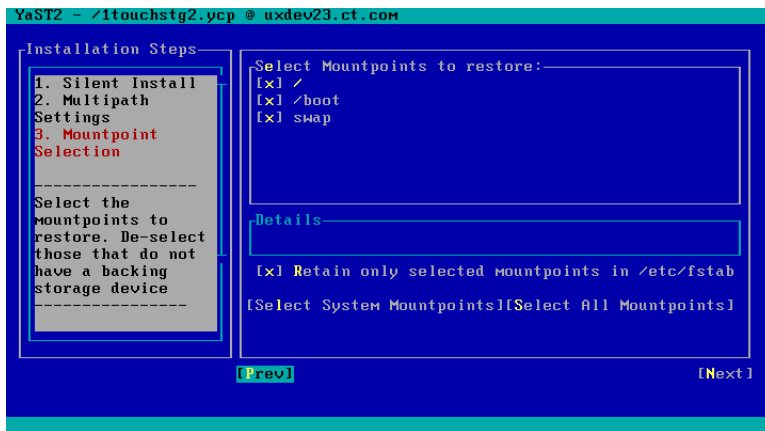 YaST2 - /1touchstg2.ycp @ uxdev23.ct.com
Installation Steps
1. Silent Install
2. Multipath
Settings
3. Mountpoint
Selection
-----------------
Select the
mountpoints to
restore. De-select
those that do not
have a backing
storage device
----------------
Select Mountpoints to restore:
[x] /
[x] /boot
[x] swap
Details
[x] Retain only selected mountpoints in /etc/fstab
[Select System Mountpoints][Select All Mountpoints]
[Prev]
[Next]